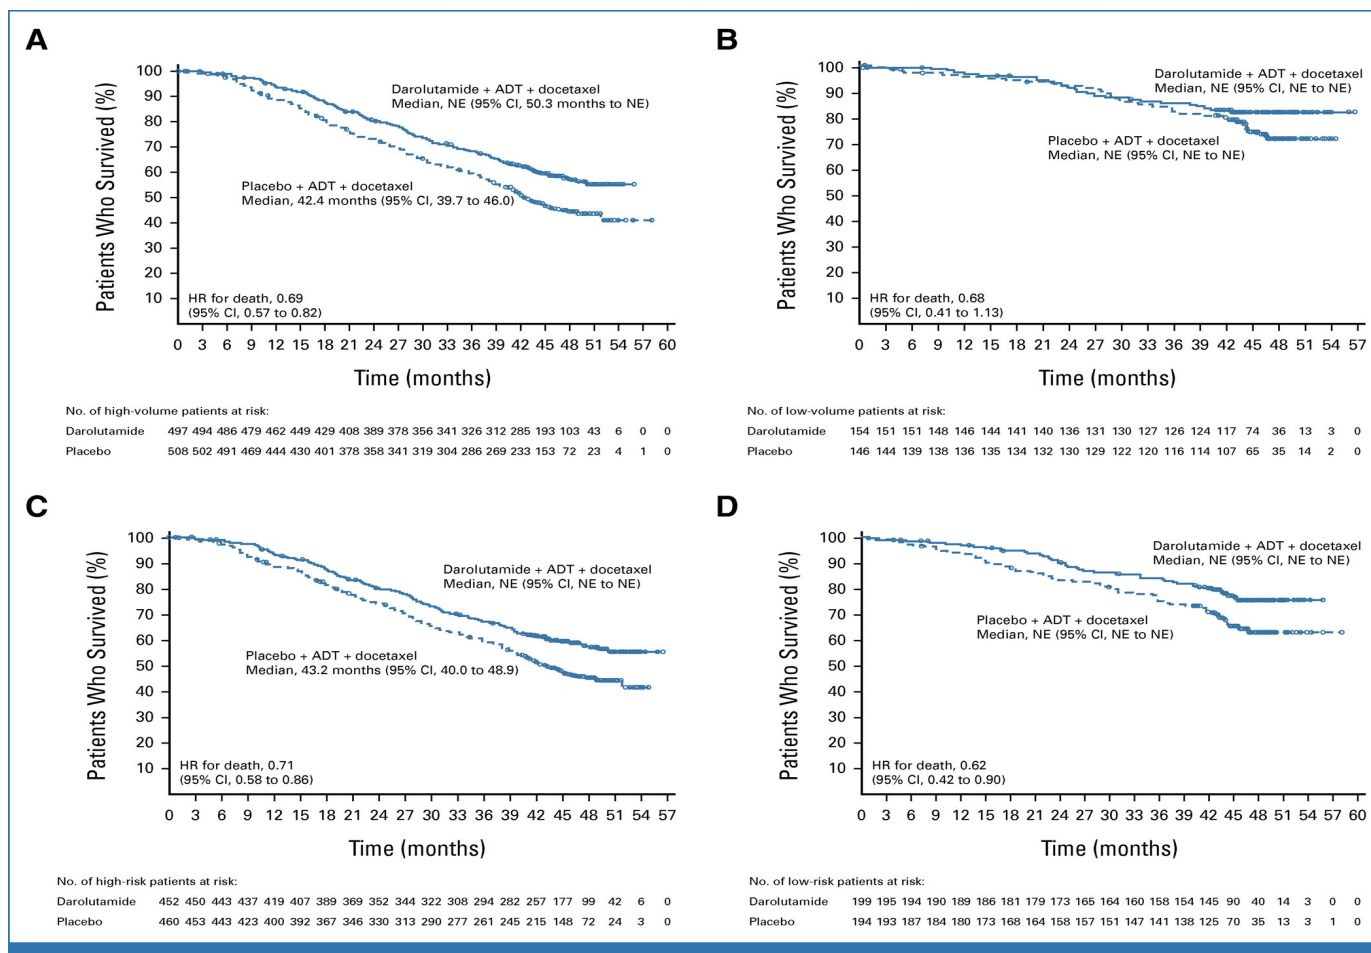 A
Patients Who Survived (%)
100
90
80
70
60
50
40
30
20
10
Darolutamide + ADT + docetaxel
Median, NE (95% CI, 50.3 months to NE)
Placebo + ADT + docetaxel
Median, 42.4 months (95% CI, 39.7 to 46.0)
HR for death, 0.69
(95% CI, 0.57 to 0.82)
0 3 6 9 12 15 18 21 24 27 30 33 36 39 42 45 48 51 54 57 60
Time (months)
No. of high-volume patients at risk:
Darolutamide 497 494 486 479 462 449 429 408 389 378 356 341 326 312 285 193 103 43 6 0 0
Placebo 508 502 491 469 444 430 401 378 358 341 319 304 286 269 233 153 72 23 4 1 0
B
Patients Who Survived (%)
100
90
80
70
60
50
40
30
20
10
Darolutamide + ADT + docetaxel
Median, NE (95% CI, NE to NE)
Placebo + ADT + docetaxel
Median, NE (95% CI, NE to NE)
HR for death, 0.68
(95% CI, 0.41 to 1.13)
0 3 6 9 12 15 18 21 24 27 30 33 36 39 42 45 48 51 54 57
Time (months)
No. of low-volume patients at risk:
Darolutamide 154 151 151 148 146 144 141 140 136 131 130 127 126 124 117 74 36 13 3 0
Placebo 146 144 139 138 136 135 134 132 130 129 122 120 116 114 107 65 35 14 2 0
C
Patients Who Survived (%)
100
90
80
70
60
50
40
30
20
10
Darolutamide + ADT + docetaxel
Median, NE (95% CI, NE to NE)
Placebo + ADT + docetaxel
Median, 43.2 months (95% CI, 40.0 to 48.9)
HR for death, 0.71
(95% CI, 0.58 to 0.86)
0 3 6 9 12 15 18 21 24 27 30 33 36 39 42 45 48 51 54 57
Time (months)
No. of high-risk patients at risk:
Darolutamide 452 450 443 437 419 407 389 369 352 344 322 308 294 282 257 177 99 42 6 0
Placebo 460 453 443 423 400 392 367 346 330 313 290 277 261 245 215 148 72 24 3 0
D
Patients Who Survived (%)
100
90
80
70
60
50
40
30
20
10
Darolutamide + ADT + docetaxel
Median, NE (95% CI, NE to NE)
Placebo + ADT + docetaxel
Median, NE (95% CI, NE to NE)
HR for death, 0.62
(95% CI, 0.42 to 0.90)
0 3 6 9 12 15 18 21 24 27 30 33 36 39 42 45 48 51 54 57 60
Time (months)
No. of low-risk patients at risk:
Darolutamide 199 195 194 190 189 186 181 179 173 165 164 160 158 154 145 90 40 14 3 0 0
Placebo 194 193 187 184 180 173 168 164 158 157 151 147 141 138 125 70 35 13 3 1 0